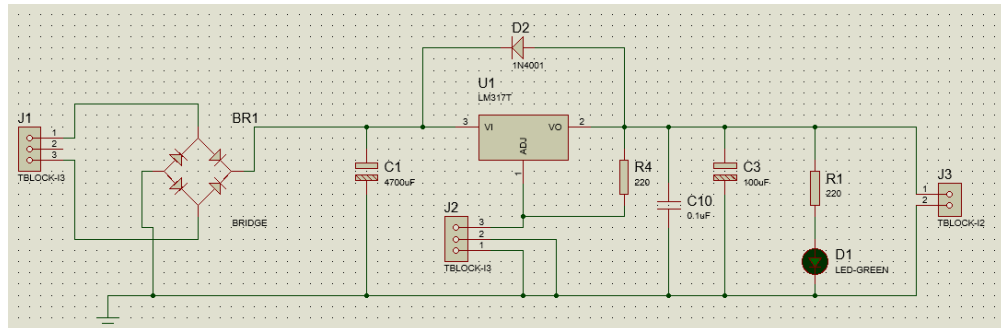 D2
1N4001
U1
LM317T
J1
1
2
3
TBLOCK-I3
BR1
BRIDGE
3
VI
VO
2
ADJ
1
C1
4700uF
R4
220
C3
100uF
R1
220
C10
0.1uF
J2
3
2
1
TBLOCK-I3
J3
1
2
TBLOCK-I2
D1
LED-GREEN